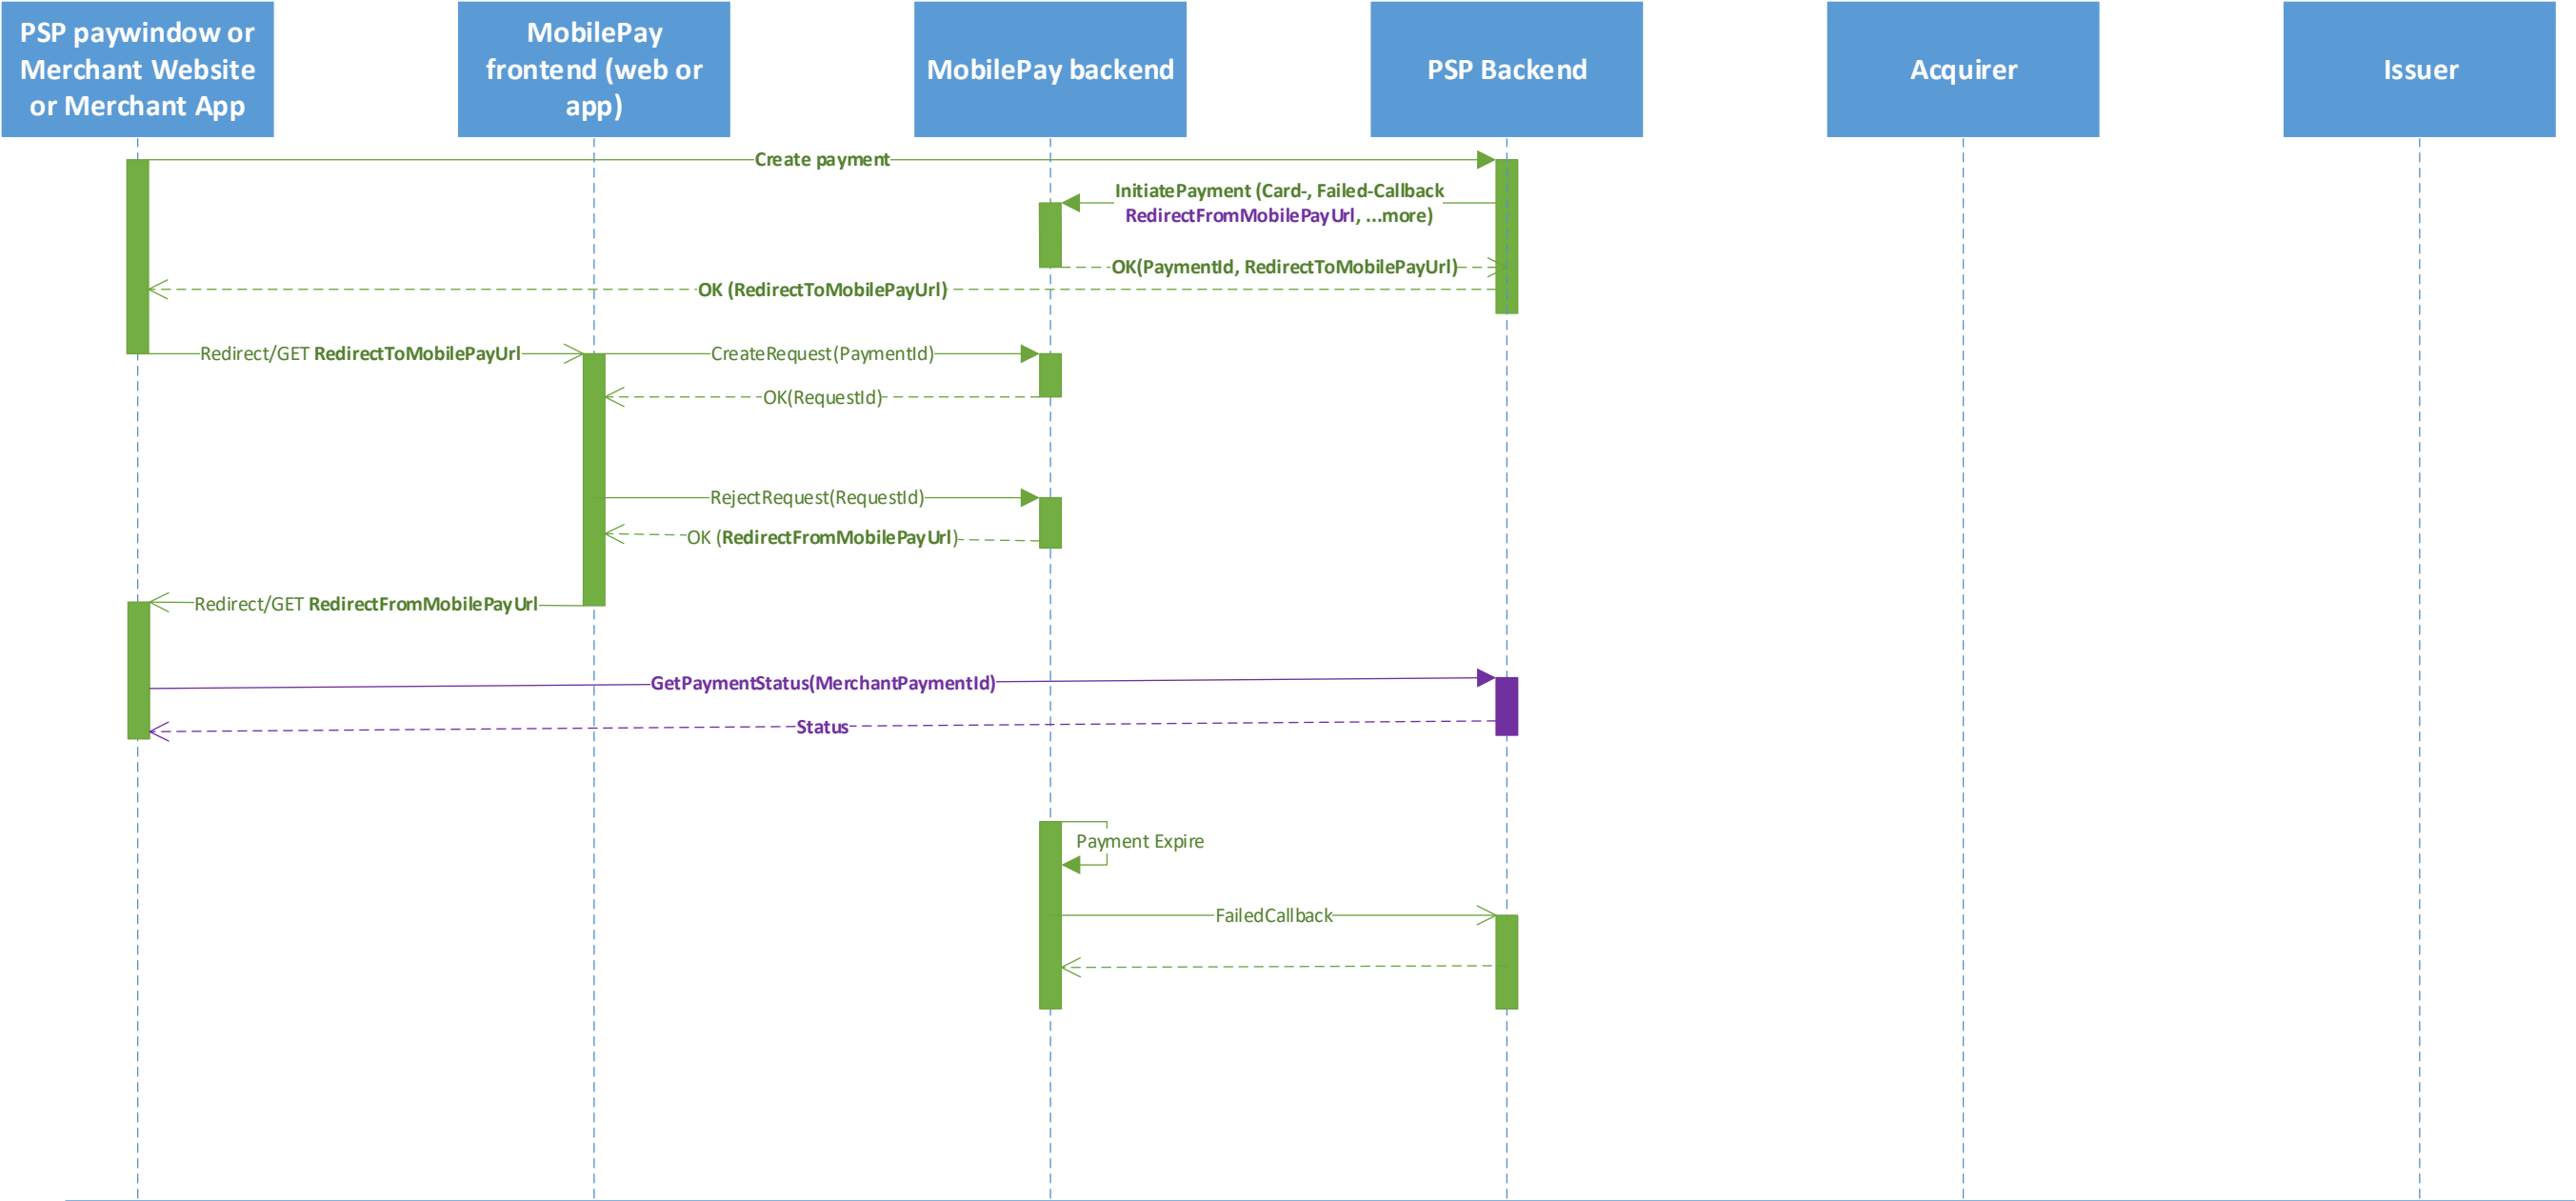 PSP paywindow or
Merchant Website
or Merchant App
MobilePay
frontend (web or
app)
MobilePay backend
PSP Backend
Acquirer
Issuer
Create payment
InitiatePayment (Card-, Failed-Callback
RedirectFromMobilePayUrl, ...more)
OK(PaymentId, RedirectToMobilePayUrl)
OK (RedirectToMobilePayUrl)
Redirect/GET RedirectToMobilePayUrl
CreateRequest(PaymentId)
OK(RequestId)
RejectRequest(RequestId)
OK (RedirectFromMobilePayUrl)
Redirect/GET RedirectFromMobilePayUrl
GetPaymentStatus(MerchantPaymentId)
Status
Payment Expire
FailedCallback